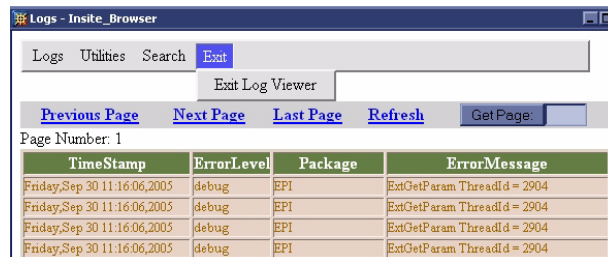 Logs - Insite_Browser
Logs Utilities Search Exit
Exit Log Viewer
Previous Page Next Page Last Page Refresh Get Page:
Page Number: 1
TimeStamp ErrorLevel Package ErrorMessage
Friday,Sep 30 11:16:06,2005 debug EPI ExtGetParam ThreadId = 2904
Friday,Sep 30 11:16:06,2005 debug EPI ExtGetParam ThreadId = 2904
Friday,Sep 30 11:16:06,2005 debug EPI ExtGetParam ThreadId = 2904
Friday,Sep 30 11:16:06,2005 debug EPI ExtGetParam ThreadId = 2904